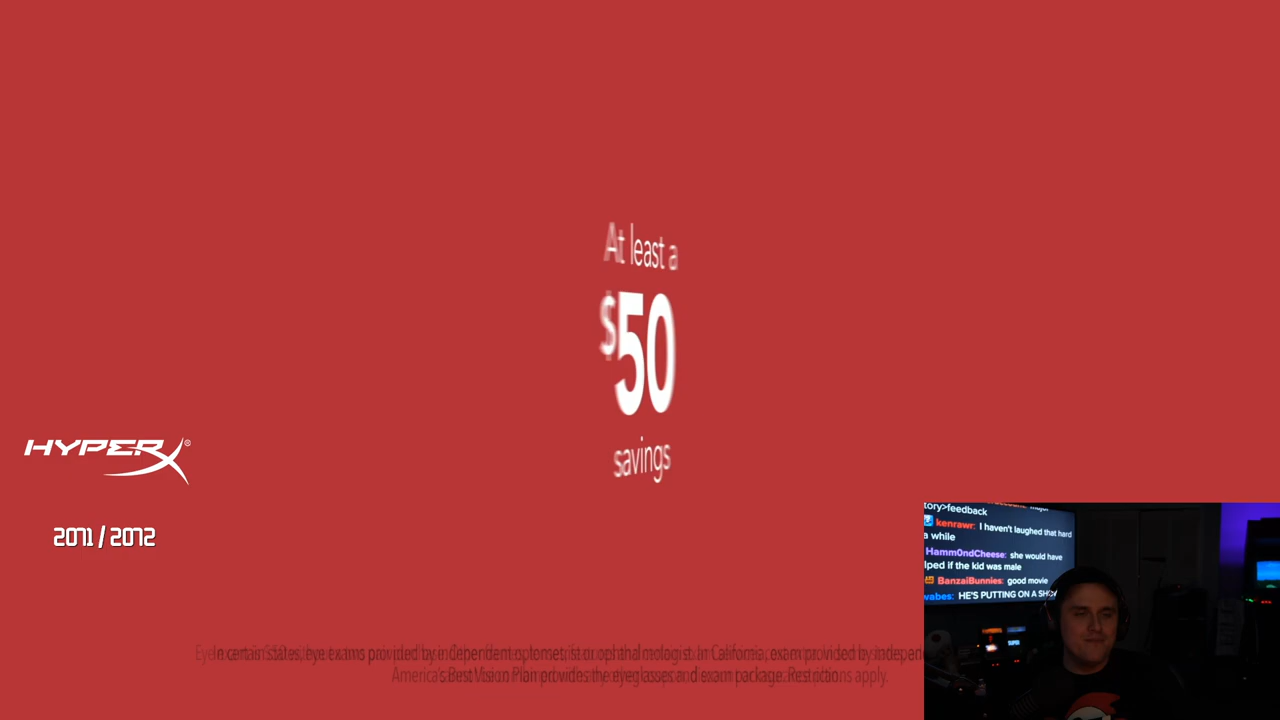 At least a
$50
savings
HYPERX®
2071 / 2072
tory>feedback
kenrawr: I haven't laughed that hard
a while
Hamm0ndCheese: she would have
lped if the kid was male
BanzaiBunnies: good movie
wabes: HE'S PUTTING ON A SHOW
In certain states, eye exams provided by independent optometrist or ophthalmologist. In California, exam provided by
America's Best Vision Plan provides the eyeglasses and exam package. Restrictions apply.